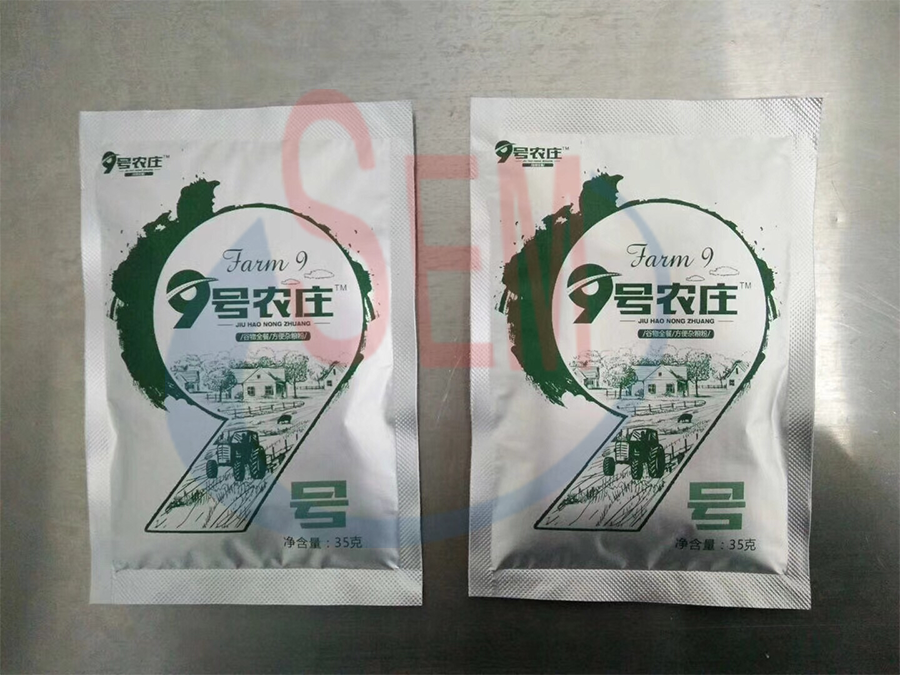 9号农庄™
Farm 9
9号农庄™
JIU HAO NONG ZHUANG
/谷物全餐/方便杂粮粉/
号
净含量：35克
9号农庄™
Farm 9
9号农庄™
JIU HAO NONG ZHUANG
/谷物全餐/方便杂粮粉/
号
净含量：35克
SEM